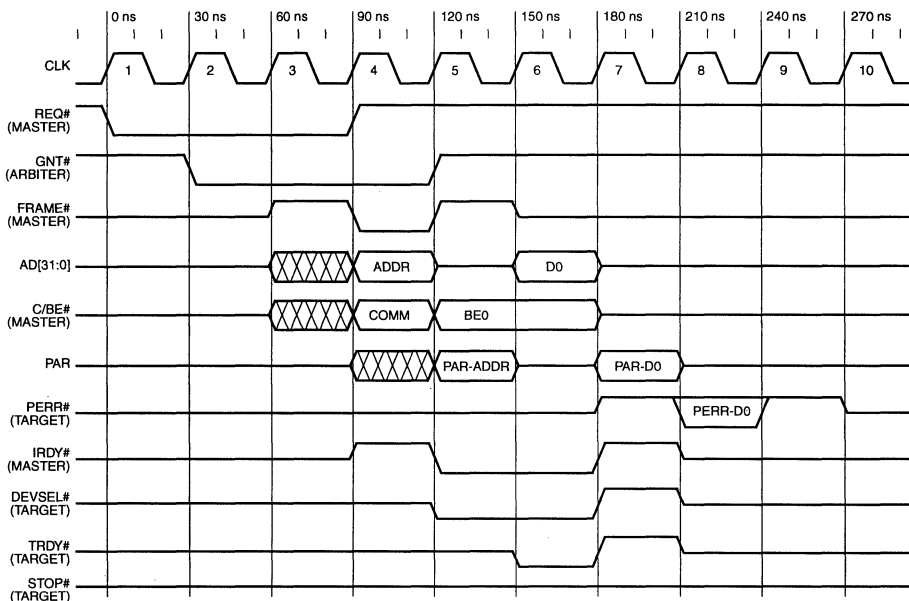 0 ns 30 ns 60 ns 90 ns 120 ns 150 ns 180 ns 210 ns 240 ns 270 ns
CLK 1 2 3 4 5 6 7 8 9 10
REQ#
(MASTER)
GNT#
(ARBITER)
FRAME#
(MASTER)
AD[31:0] ADDR D0
C/BE#
(MASTER) COMM BE0
PAR PAR-ADDR PAR-D0
PERR#
(TARGET) PERR-D0
IRDY#
(MASTER)
DEVSEL#
(TARGET)
TRDY#
(TARGET)
STOP#
(TARGET)